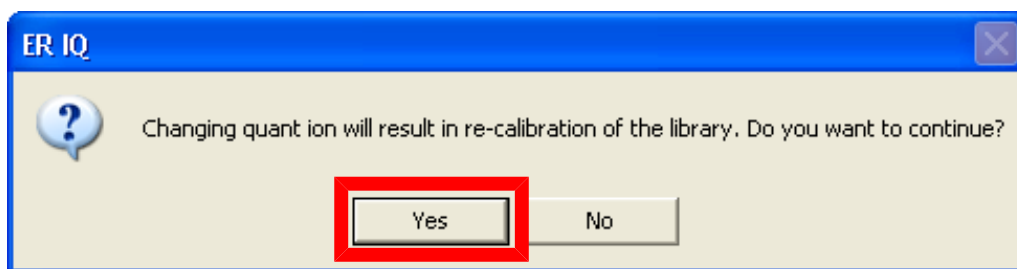 ER IQ
Changing quant ion will result in re-calibration of the library. Do you want to continue?
Yes No